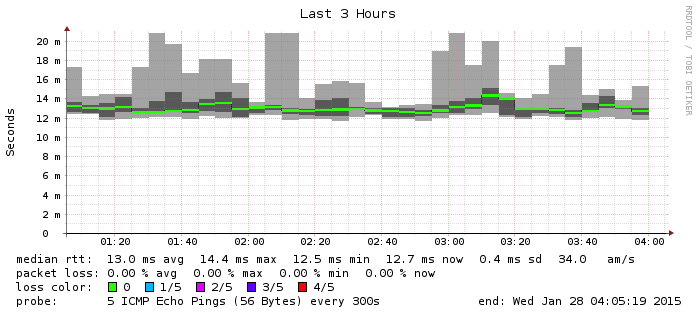 Last 3 Hours
RRDTOOL / TOBI OETIKER
Seconds
20 m
18 m
16 m
14 m
12 m
10 m
8 m
6 m
4 m
2 m
0
01:20 01:40 02:00 02:20 02:40 03:00 03:20 03:40 04:00
median rtt: 13.0 ms avg 14.4 ms max 12.5 ms min 12.7 ms now 0.4 ms sd 34.0 am/s
packet loss: 0.00 % avg 0.00 % max 0.00 % min 0.00 % now
loss color: 0 1/5 2/5 3/5 4/5
probe: 5 ICMP Echo Pings (56 Bytes) every 300s end: Wed Jan 28 04:05:19 2015